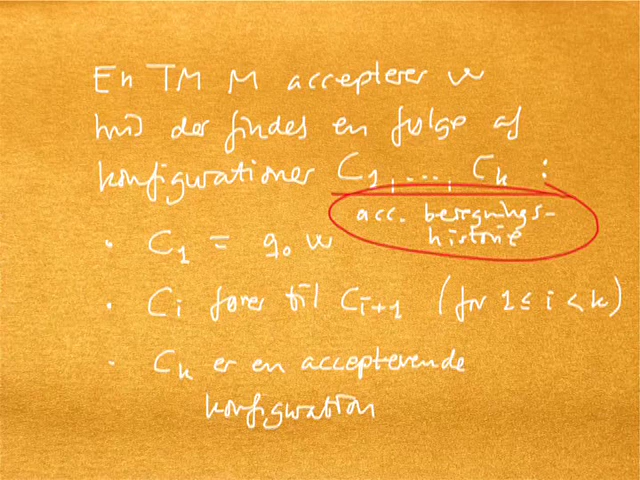 En TM M accepterer w
hvis der findes en følge af
konfigurationer C₁, ..., Cₖ :
acc. beregnings-
historie
• C₁ = q₀ w
• Cᵢ fører til Cᵢ₊₁ (for 1 ≤ i < k)
• Cₖ er en accepterende
konfiguration